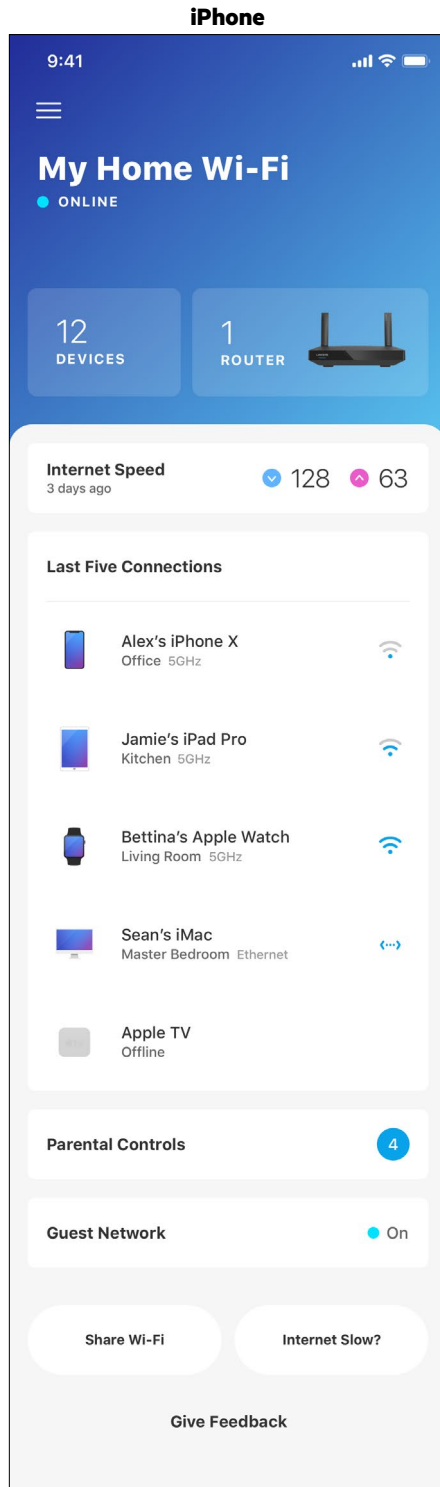 iPhone
9:41
My Home Wi-Fi
ONLINE
12
DEVICES
1
ROUTER
Internet Speed
3 days ago
128
63
Last Five Connections
Alex’s iPhone X
Office 5GHz
Jamie’s iPad Pro
Kitchen 5GHz
Bettina’s Apple Watch
Living Room 5GHz
Sean’s iMac
Master Bedroom Ethernet
Apple TV
Offline
Parental Controls
4
Guest Network
On
Share Wi-Fi
Internet Slow?
Give Feedback